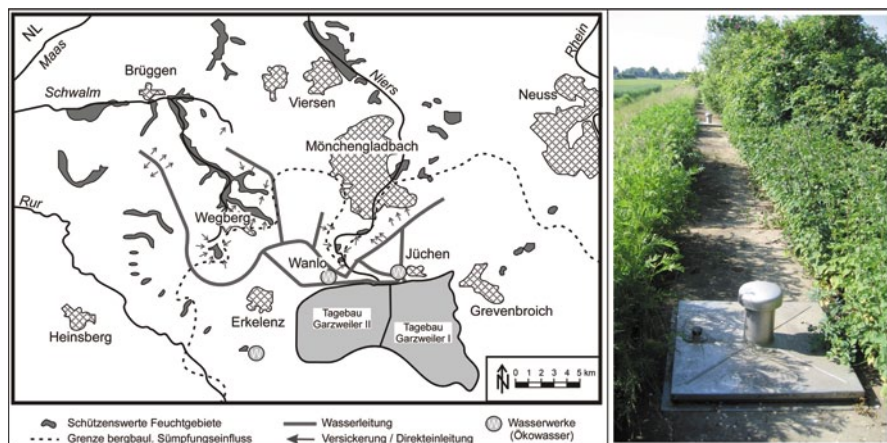 NL
Maas
Rhein
Brüggen
Schwalm
Viersen
Niers
Neuss
Mönchengladbach
Rur
Wegberg
Wanlo
Jüchen
Heinsberg
Erkelenz
Grevenbroich
Tagebau
Garzweiler II
Tagebau
Garzweiler I
N
0 1 2 3 4 5 km
Schützenswerte Feuchtgebiete
Wasserleitung
Wasserwerke
(Ökowasser)
Grenze bergbaul. Sümpfungseinfluss
Versickerung / Direkteinleitung